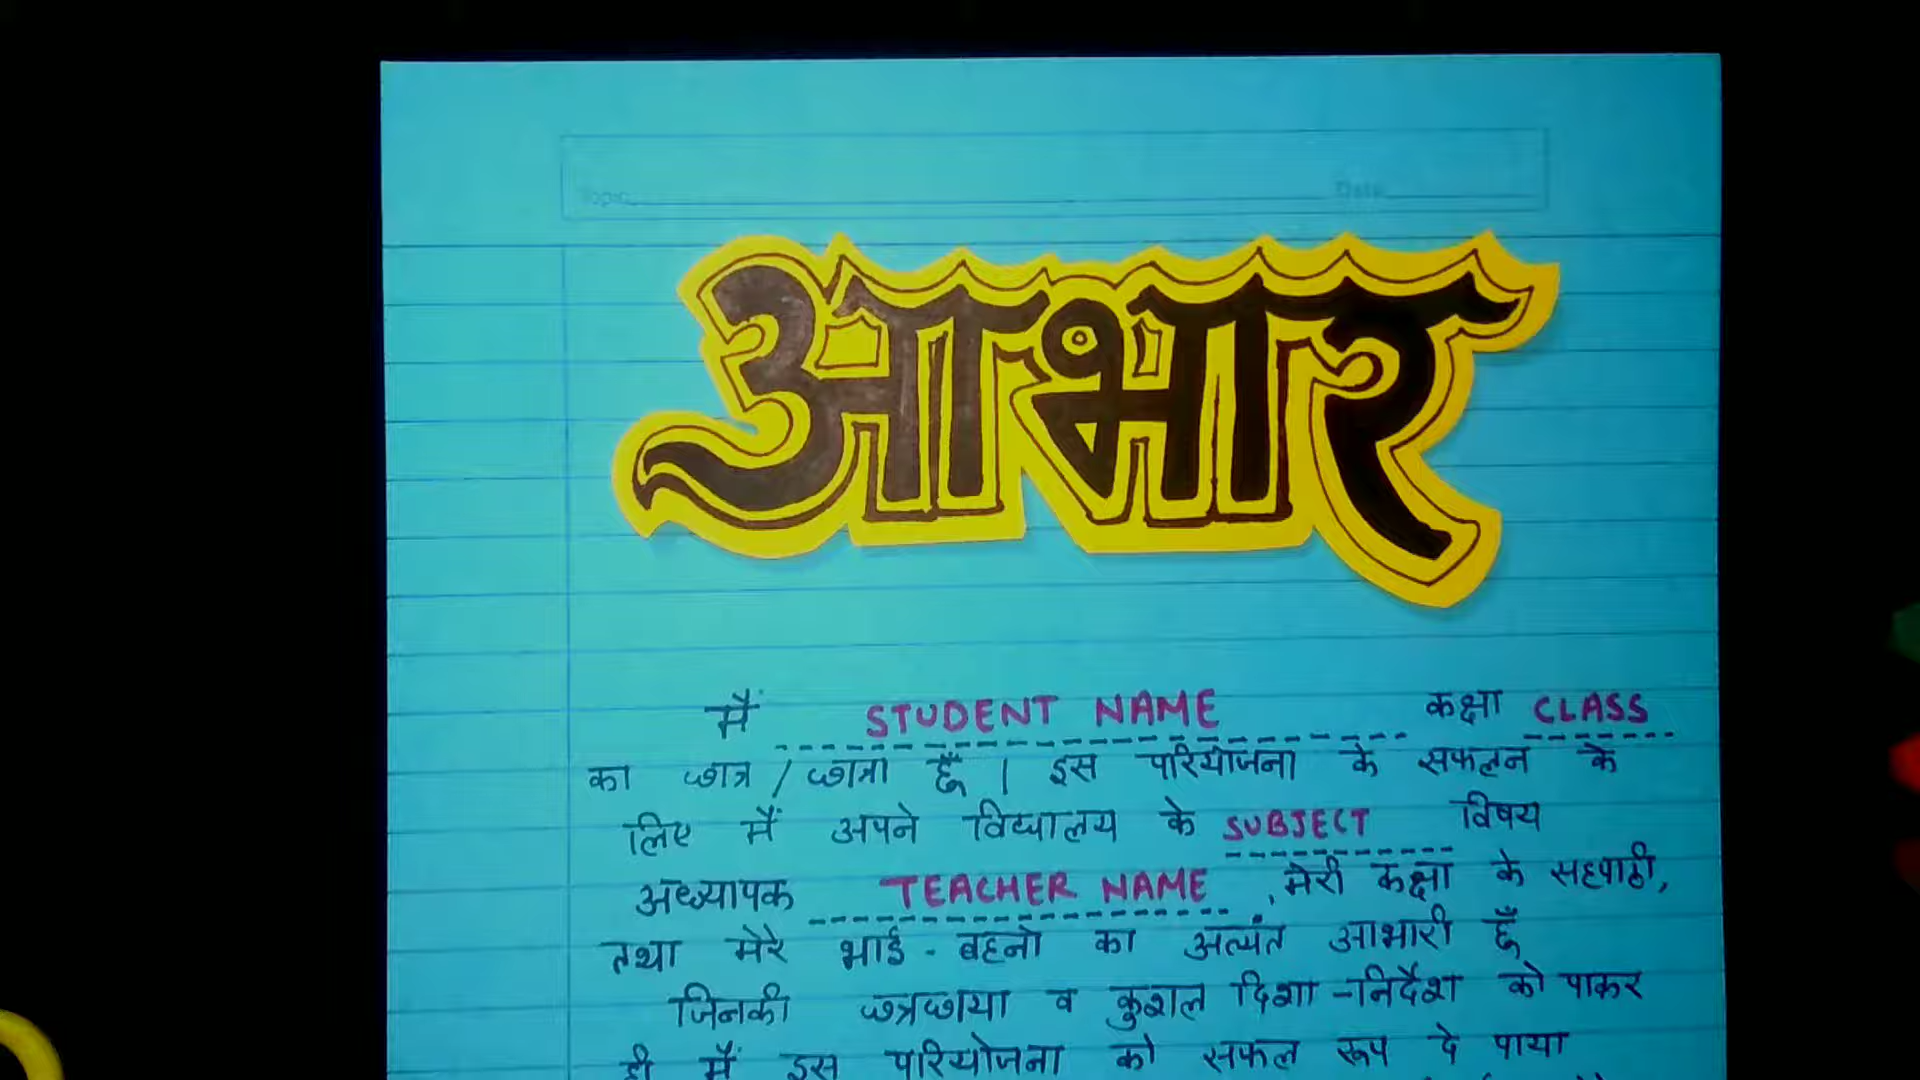 Topic Date
आभार
मैं STUDENT NAME कक्षा CLASS
का छात्र / छात्रा हूँ । इस परियोजना के सफलन के
लिए मैं अपने विद्यालय के SUBJECT विषय
अध्यापक TEACHER NAME , मेरी कक्षा के सहपाठी,
तथा मेरे भाई - बहनो का अत्यंत आभारी हूँ
जिनकी छत्रछाया व कुशल दिशा-निर्देश को पाकर
ही मैं इस परियोजना को सफल रूप दे पाया